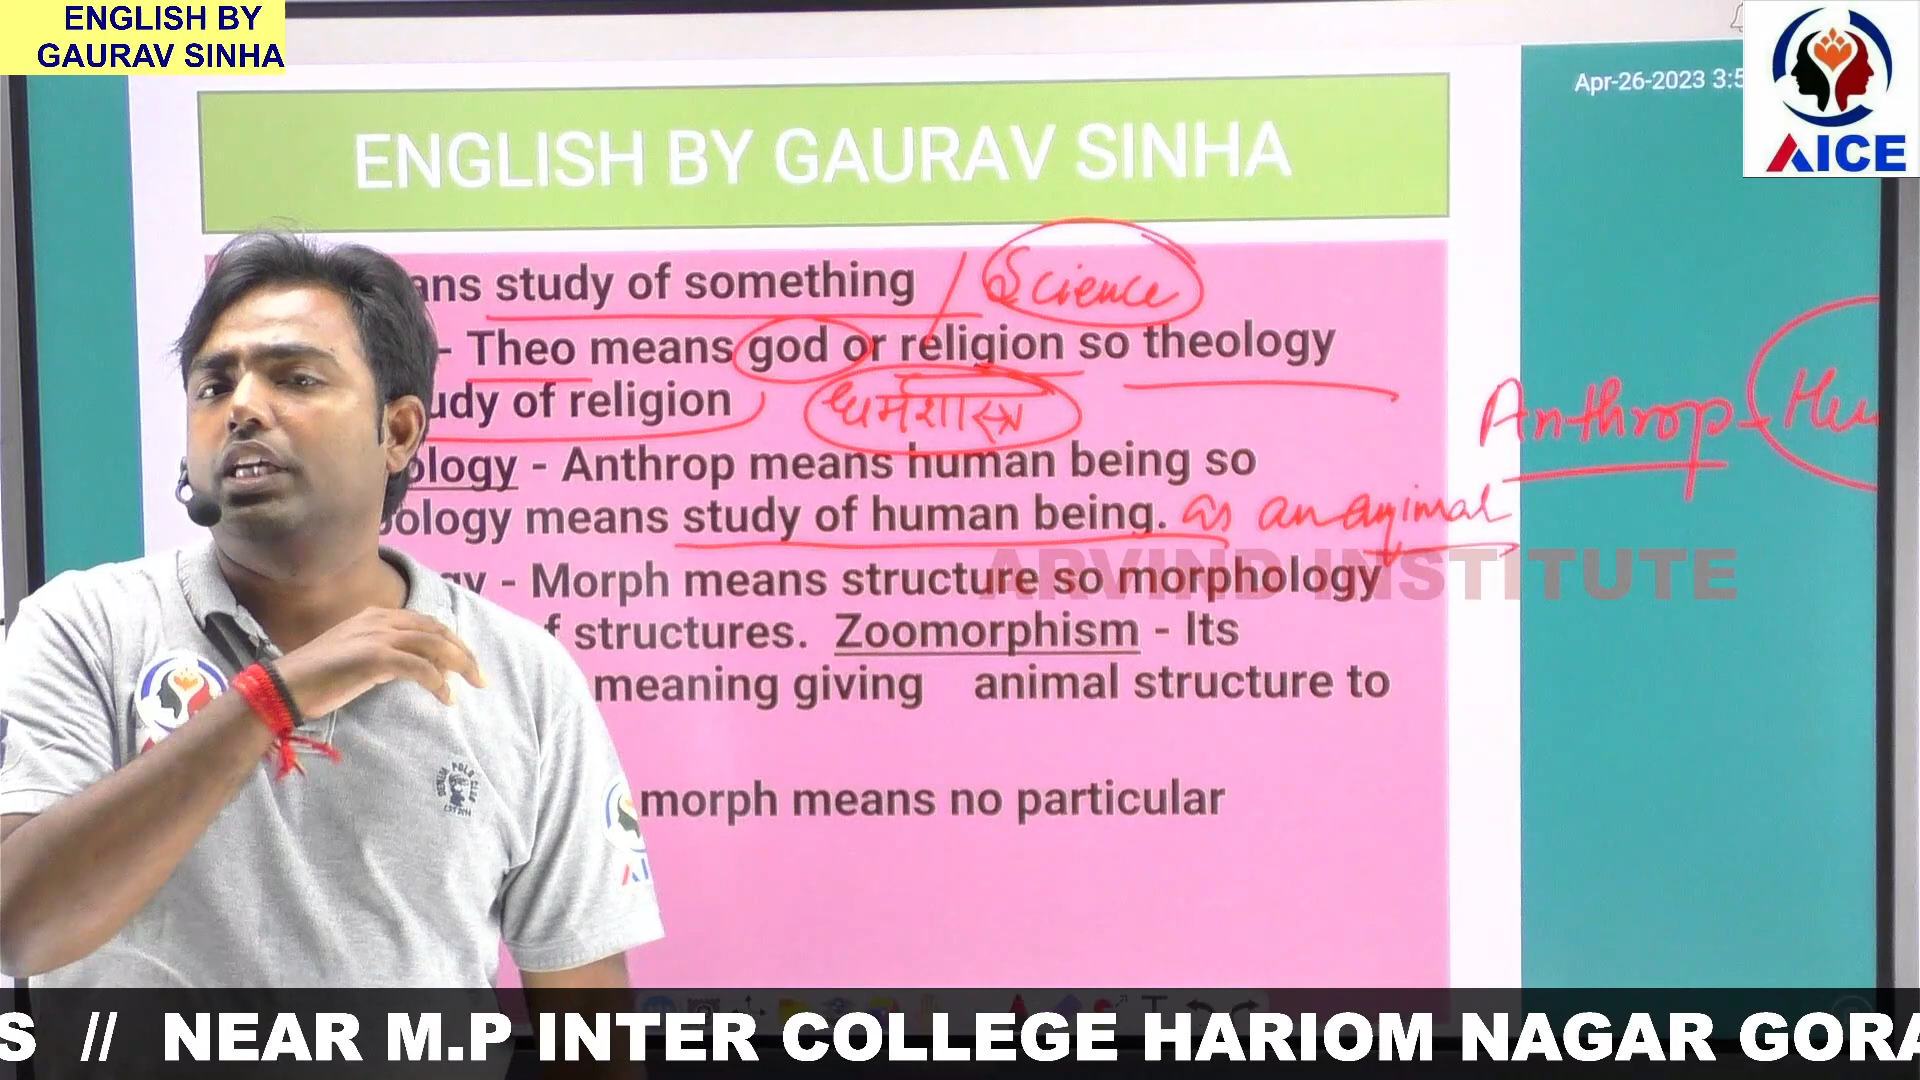 ENGLISH BY
GAURAV SINHA
Apr-26-2023 3:5
AICE
ENGLISH BY GAURAV SINHA
ans study of something / Science
- Theo means god or religion so theology
udy of religion धर्मशास्त्र
Anthrop - Hu
ology - Anthrop means human being so
ology means study of human being. as an animal
ARVIND INSTITUTE
gy - Morph means structure so morphology
f structures. Zoomorphism - Its
meaning giving animal structure to
morph means no particular
S // NEAR M.P INTER COLLEGE HARIOM NAGAR GORA